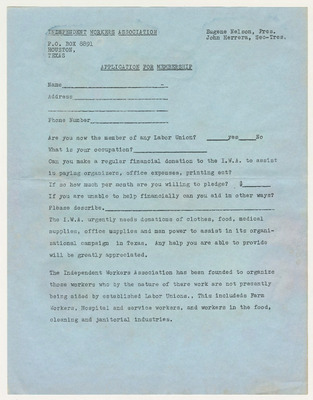 INDEPENDENT WORKERS ASSOCIATION
Eugene Nelson, Pres.
P.O. BOX 8891
John Herrera, Sec-Tres.
HOUSTON,
TEXAS
APPLICATION FOR MEMBERSHIP
Name
Address
Phone Number
Are you now the member of any Labor Union? yes No
What is your occupation?
Can you make a regular financial donation to the I.W.A. to assist
in paying organizers, office expenses, printing act?
If so how much per month are you willing to pledge? $
If you are unable to help financially can you aid in other ways?
Please describe.
The I.W.A. urgently needs donations of clothes, food, medical
supplies, office supplies and man power to assist in its organi-
zational campaign in Texas. Any help you are able to provide
will be greatly appreciated.
The Independent Workers Association has been founded to organize
those workers who by the nature of there work are not presently
being aided by established Labor Unions.. This includeds Farm
Workers, Hospital and service workers, and workers in the food,
cleaning and janitorial industries.